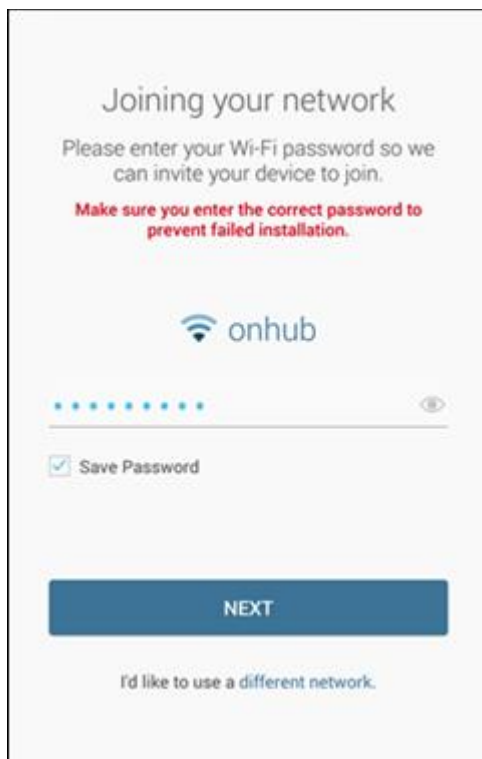 Joining your network
Please enter your Wi-Fi password so we
can invite your device to join.
Make sure you enter the correct password to
prevent failed installation.
onhub
•••••••••
Save Password
NEXT
I'd like to use a different network.